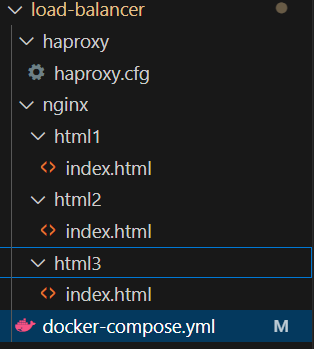 load-balancer
haproxy
haproxy.cfg
nginx
html1
index.html
html2
index.html
html3
index.html
docker-compose.yml M